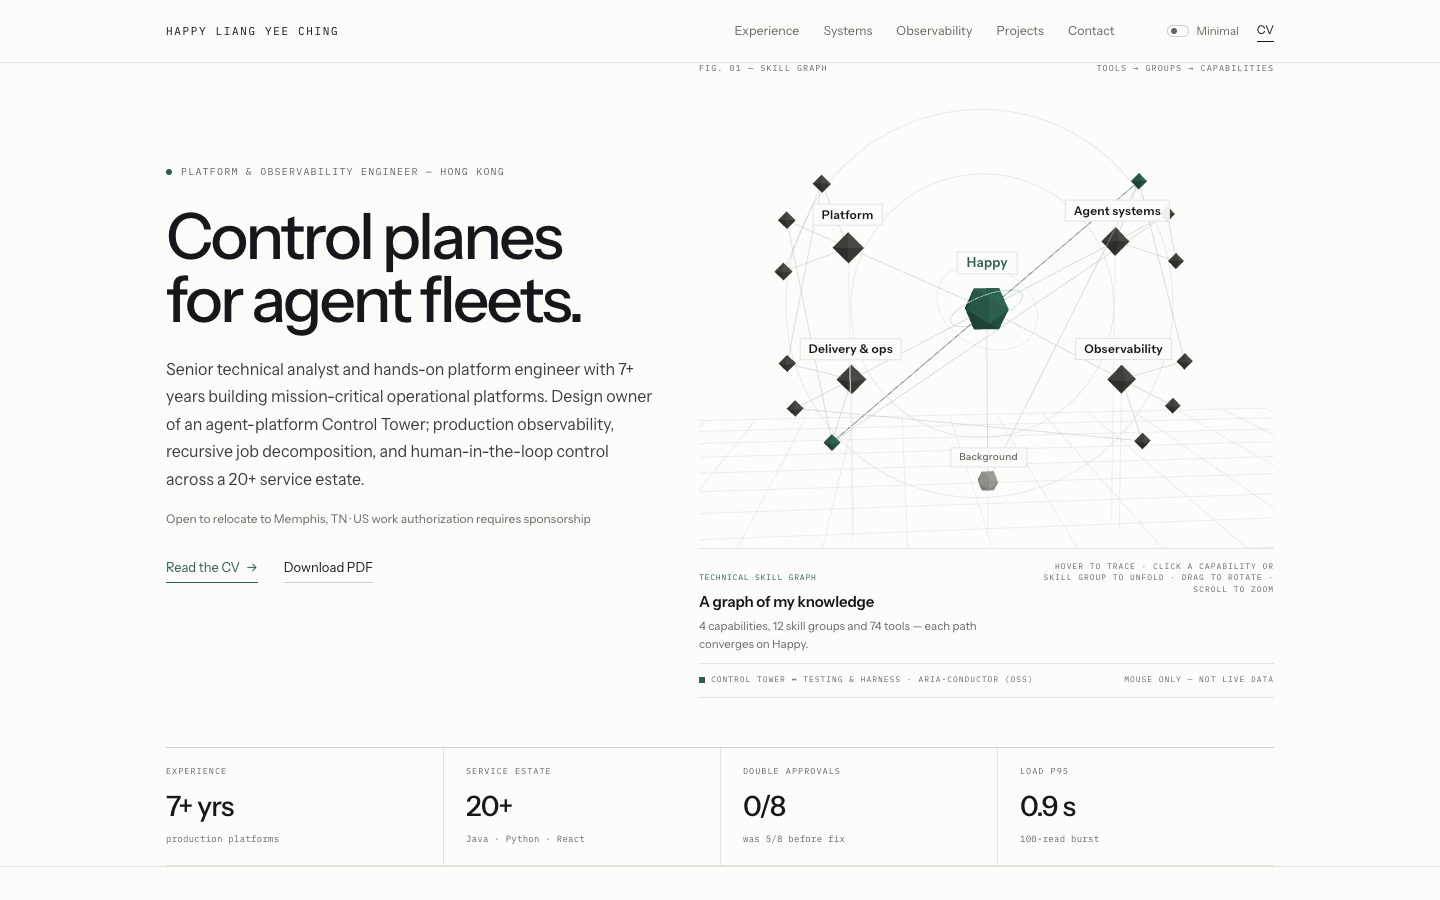 HAPPY LIANG YEE CHING
Experience Systems Observability Projects Contact Minimal CV
FIG. 01 — SKILL GRAPH
TOOLS → GROUPS → CAPABILITIES
PLATFORM & OBSERVABILITY ENGINEER — HONG KONG
Control planes
for agent fleets.
Senior technical analyst and hands-on platform engineer with 7+
years building mission-critical operational platforms. Design owner
of an agent-platform Control Tower; production observability,
recursive job decomposition, and human-in-the-loop control
across a 20+ service estate.
Open to relocate to Memphis, TN · US work authorization requires sponsorship
Read the CV →
Download PDF
Platform
Agent systems
Happy
Delivery & ops
Observability
Background
TECHNICAL SKILL GRAPH
A graph of my knowledge
4 capabilities, 12 skill groups and 74 tools — each path
converges on Happy.
HOVER TO TRACE · CLICK A CAPABILITY OR
SKILL GROUP TO UNFOLD · DRAG TO ROTATE ·
SCROLL TO ZOOM
CONTROL TOWER ↔ TESTING & HARNESS · ARIA-CONDUCTOR (OSS)
MOUSE ONLY — NOT LIVE DATA
EXPERIENCE
7+ yrs
production platforms
SERVICE ESTATE
20+
Java · Python · React
DOUBLE APPROVALS
0/8
was 5/8 before fix
LOAD P95
0.9 s
100-read burst